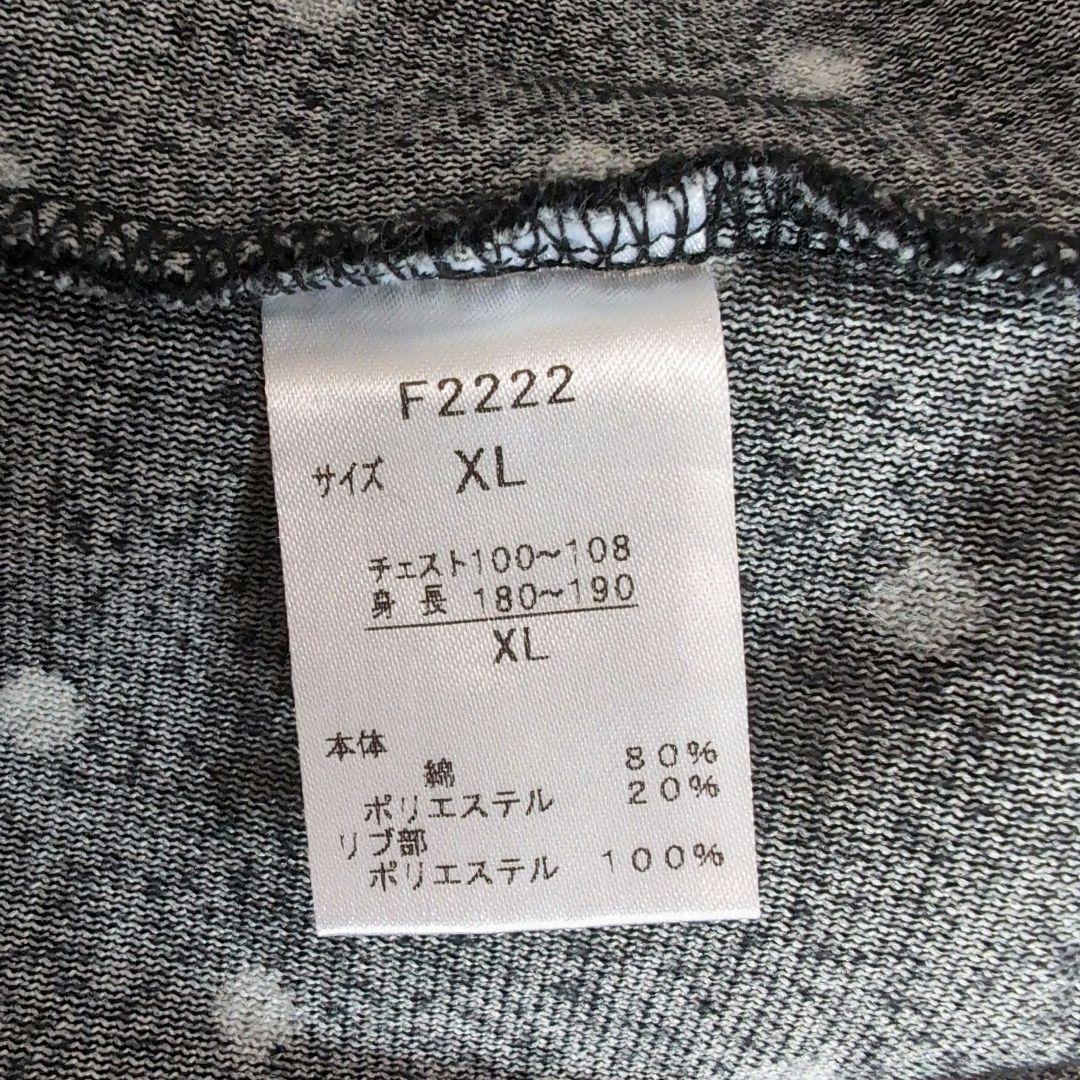 F2222
サイズ XL
チェスト100～108
身長 180～190
XL
本体
綿 80%
ポリエステル 20%
リブ部
ポリエステル 100%